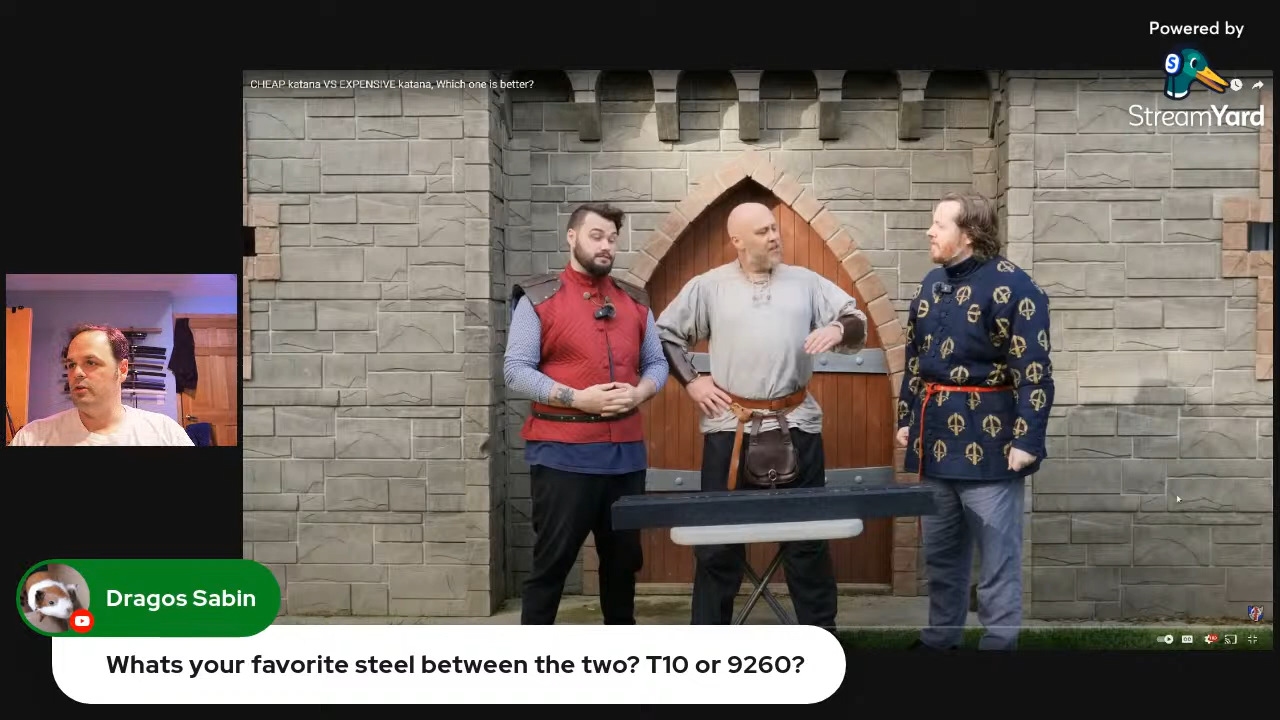 Powered by
StreamYard
CHEAP katana VS EXPENSIVE katana, Which one is better?
Dragos Sabin
Whats your favorite steel between the two? T10 or 9260?